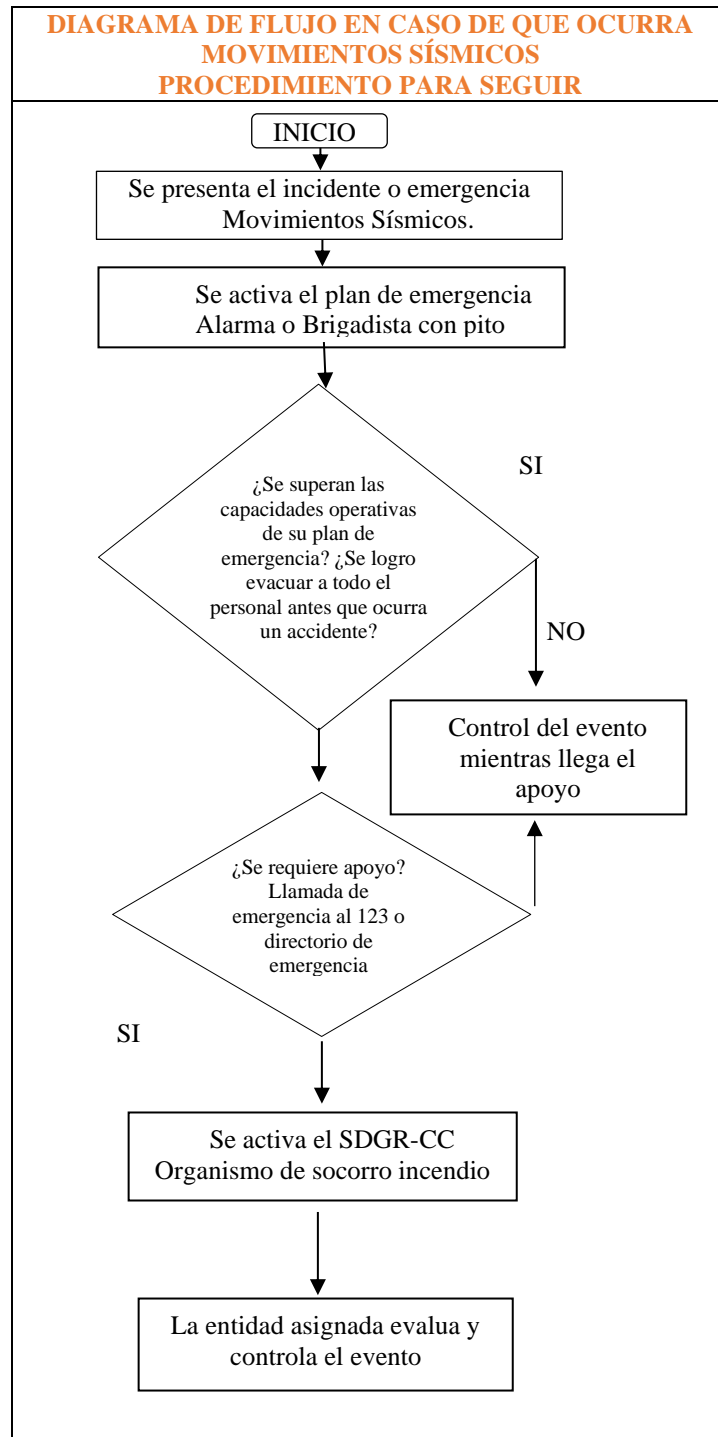 DIAGRAMA DE FLUJO EN CASO DE QUE OCURRA
MOVIMIENTOS SÍSMICOS
PROCEDIMIENTO PARA SEGUIR
INICIO
Se presenta el incidente o emergencia
Movimientos Sísmicos.
Se activa el plan de emergencia
Alarma o Brigadista con pito
SI
¿Se superan las
capacidades operativas
de su plan de
emergencia? ¿Se logro
evacuar a todo el
personal antes que ocurra
un accidente?
NO
Control del evento
mientras llega el
apoyo
¿Se requiere apoyo?
Llamada de
emergencia al 123 o
directorio de
emergencia
SI
Se activa el SDGR-CC
Organismo de socorro incendio
La entidad asignada evalua y
controla el evento